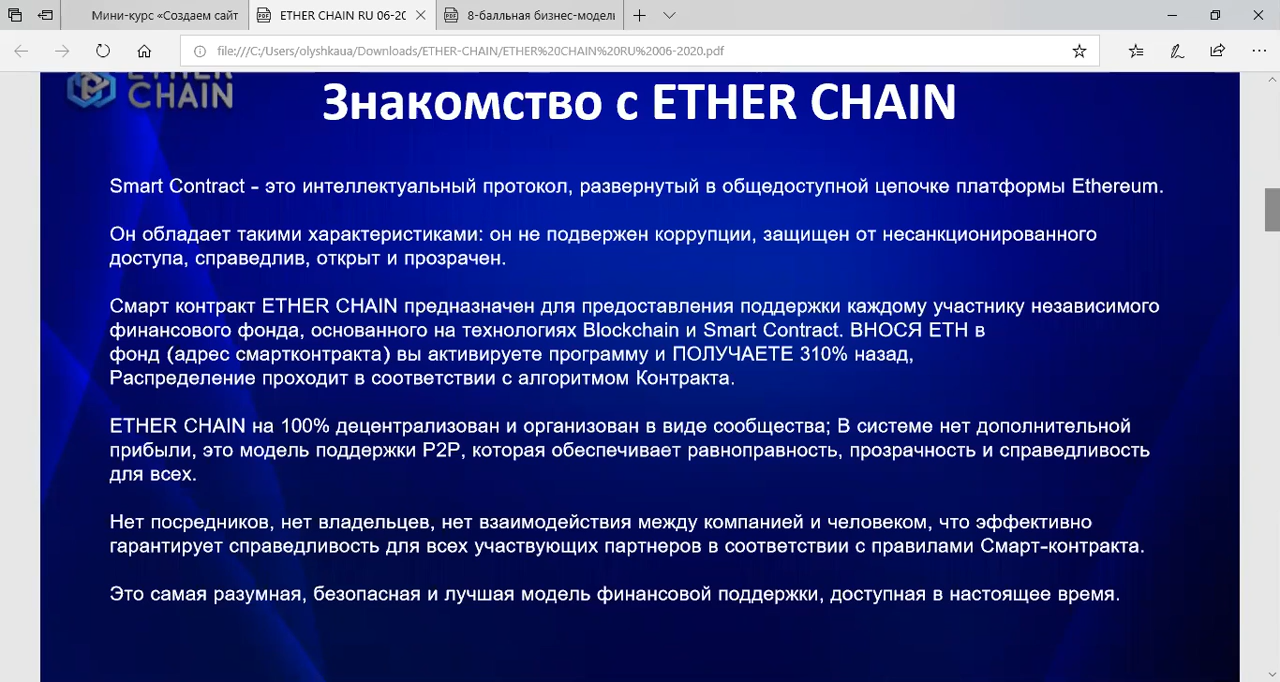 Мини-курс «Создаем сайт
ETHER CHAIN RU 06-20
8-балльная бизнес-модель
file:///C:/Users/olyshkaua/Downloads/ETHER-CHAIN/ETHER%20CHAIN%20RU%2006-2020.pdf
ETHER
CHAIN
Знакомство с ETHER CHAIN
Smart Contract - это интеллектуальный протокол, развернутый в общедоступной цепочке платформы Ethereum.
Он обладает такими характеристиками: он не подвержен коррупции, защищен от несанкционированного
доступа, справедлив, открыт и прозрачен.
Смарт контракт ETHER CHAIN предназначен для предоставления поддержки каждому участнику независимого
финансового фонда, основанного на технологиях Blockchain и Smart Contract. ВНОСЯ ETH в
фонд (адрес смартконтракта) вы активируете программу и ПОЛУЧАЕТЕ 310% назад,
Распределение проходит в соответствии с алгоритмом Контракта.
ETHER CHAIN на 100% децентрализован и организован в виде сообщества; В системе нет дополнительной
прибыли, это модель поддержки P2P, которая обеспечивает равноправность, прозрачность и справедливость
для всех.
Нет посредников, нет владельцев, нет взаимодействия между компанией и человеком, что эффективно
гарантирует справедливость для всех участвующих партнеров в соответствии с правилами Смарт-контракта.
Это самая разумная, безопасная и лучшая модель финансовой поддержки, доступная в настоящее время.